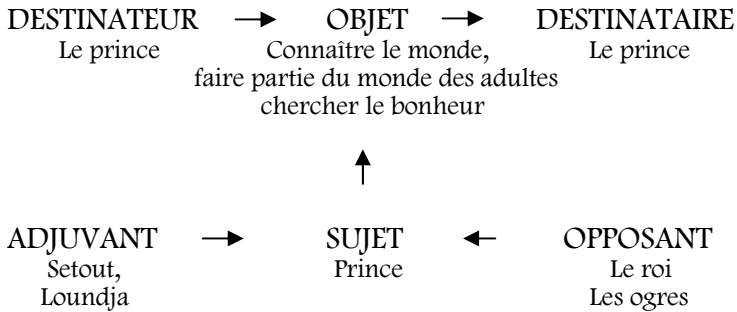 DESTINATEUR → OBJET → DESTINATAIRE
Le prince Connaître le monde, Le prince
faire partie du monde des adultes
chercher le bonheur
↑
ADJUVANT → SUJET ← OPPOSANT
Setout, Prince Le roi
Loundja Les ogres